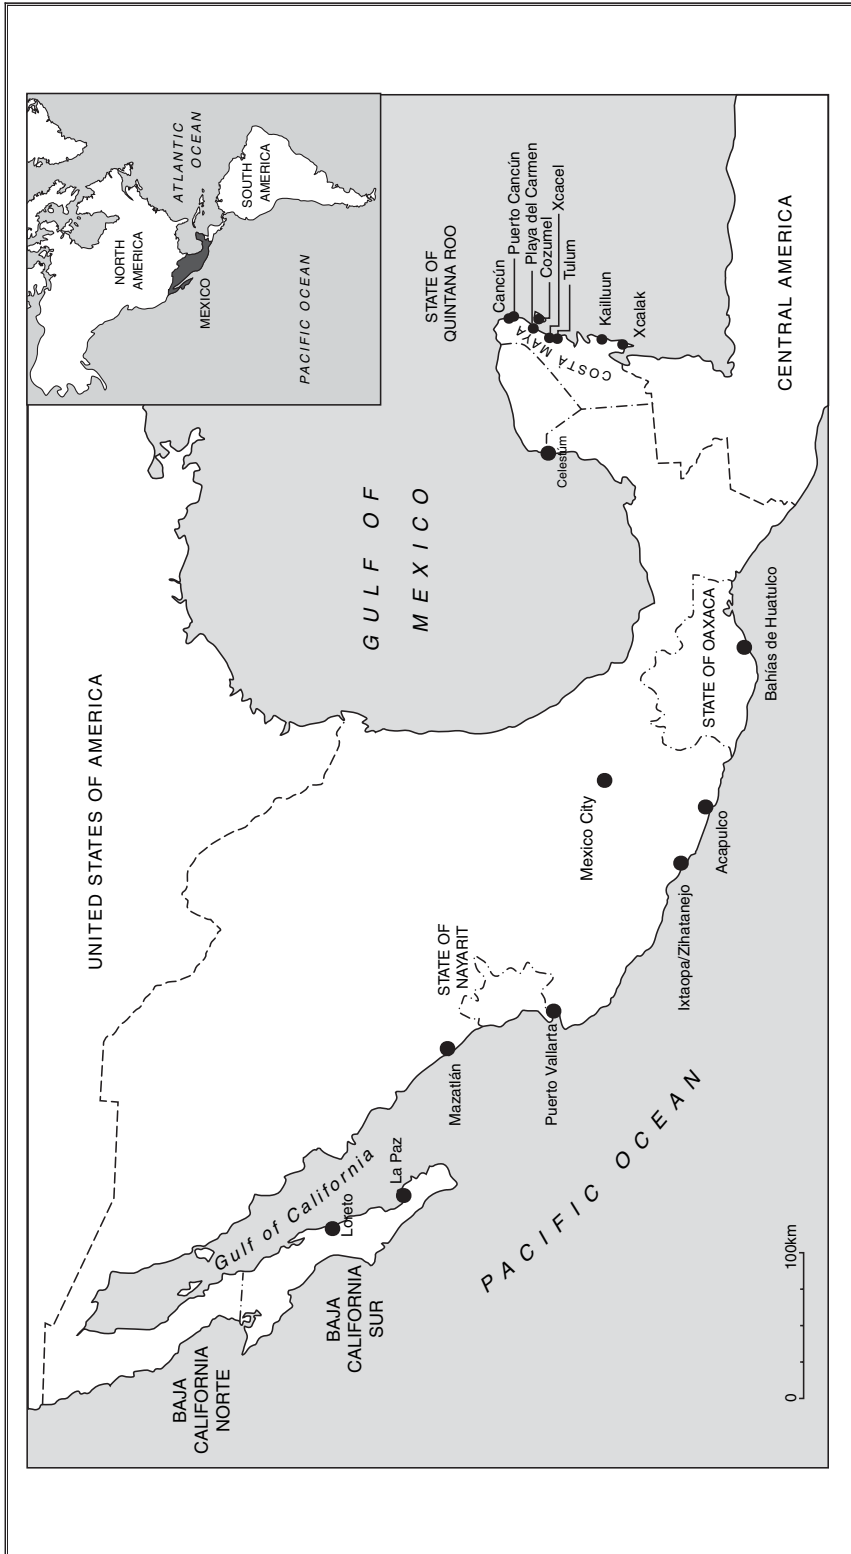 UNITED STATES OF AMERICA
NORTH
AMERICA
ATLANTIC
OCEAN
SOUTH
AMERICA
MEXICO
PACIFIC OCEAN
BAJA
CALIFORNIA
NORTE
BAJA
CALIFORNIA
SUR
Gulf of California
Loreto
La Paz
Mazatlán
STATE OF
NAYARIT
Puerto Vallarta
GULF OF
MEXICO
Mexico City
Ixtaopa/Zihatanejo
Acapulco
STATE OF OAXACA
Bahías de Huatulco
STATE OF
QUINTANA ROO
Cancún
Puerto Cancún
Playa del Carmen
Cozumel
Xcacel
Tulum
COSTA MAYA
Kailluun
Xcalak
Celestúm
CENTRAL AMERICA
PACIFIC OCEAN
0
100km